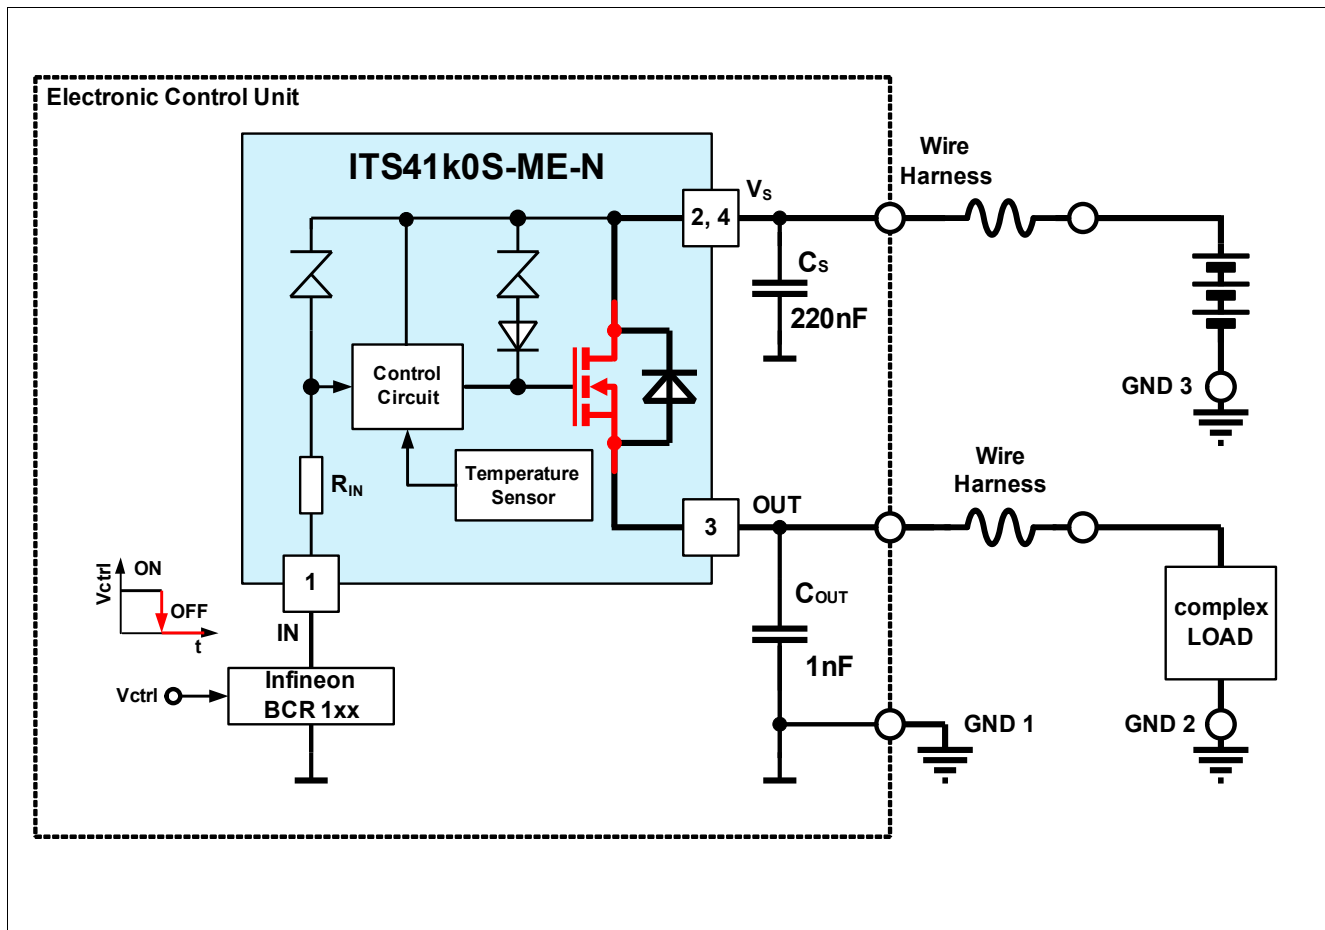 Electronic Control Unit
ITS41k0S-ME-N
Wire
Harness
VS
2, 4
CS
220nF
Control
Circuit
GND 3
Temperature
Sensor
RIN
Wire
Harness
OUT
3
Vctrl
ON
OFF
t
1
IN
COUT
1nF
complex
LOAD
Vctrl
Infineon
BCR 1xx
GND 1
GND 2